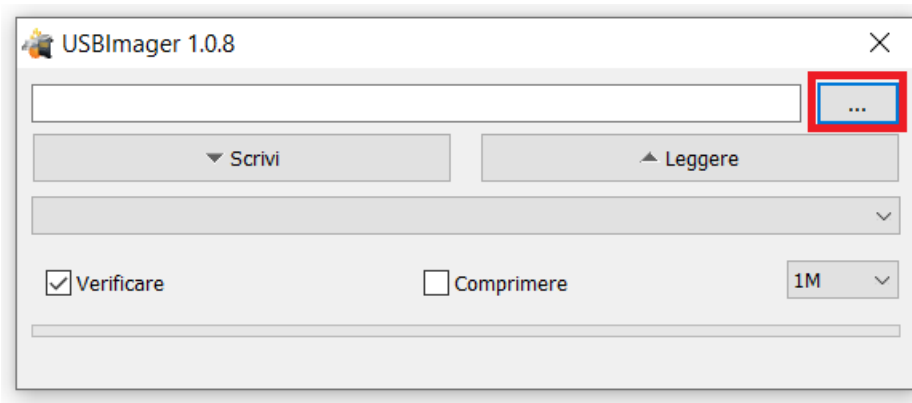 USBImager 1.0.8
...
Scrivi
Leggere
Verificare
Comprimere
1M